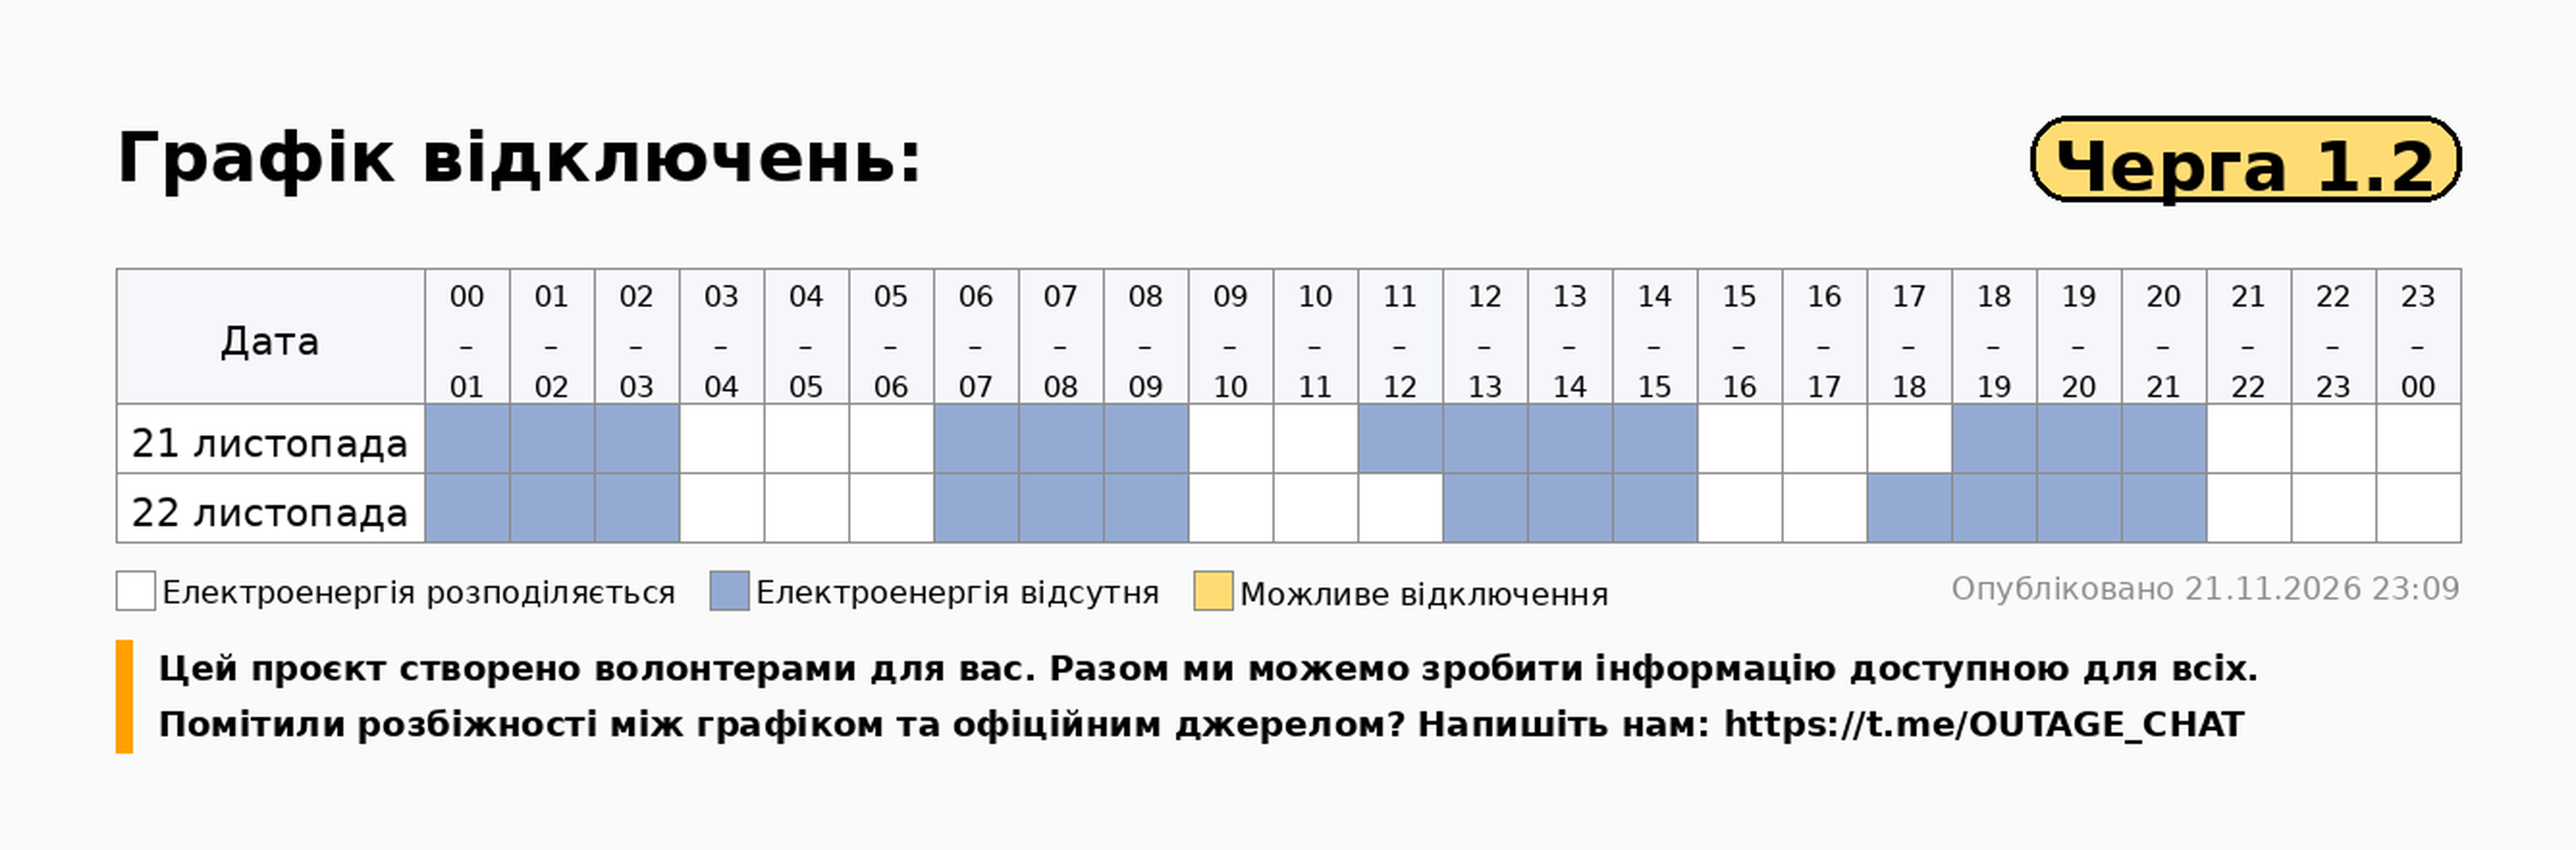 Графік відключень:
Черга 1.2
Дата 00 – 01 01 – 02 02 – 03 03 – 04 04 – 05 05 – 06 06 – 07 07 – 08 08 – 09 09 – 10 10 – 11 11 – 12 12 – 13 13 – 14 14 – 15 15 – 16 16 – 17 17 – 18 18 – 19 19 – 20 20 – 21 21 – 22 22 – 23 23 – 00
21 листопада
22 листопада
Електроенергія розподіляється Електроенергія відсутня Можливе відключення Опубліковано 21.11.2026 23:09
Цей проєкт створено волонтерами для вас. Разом ми можемо зробити інформацію доступною для всіх.
Помітили розбіжності між графіком та офіційним джерелом? Напишіть нам: https://t.me/OUTAGE_CHAT